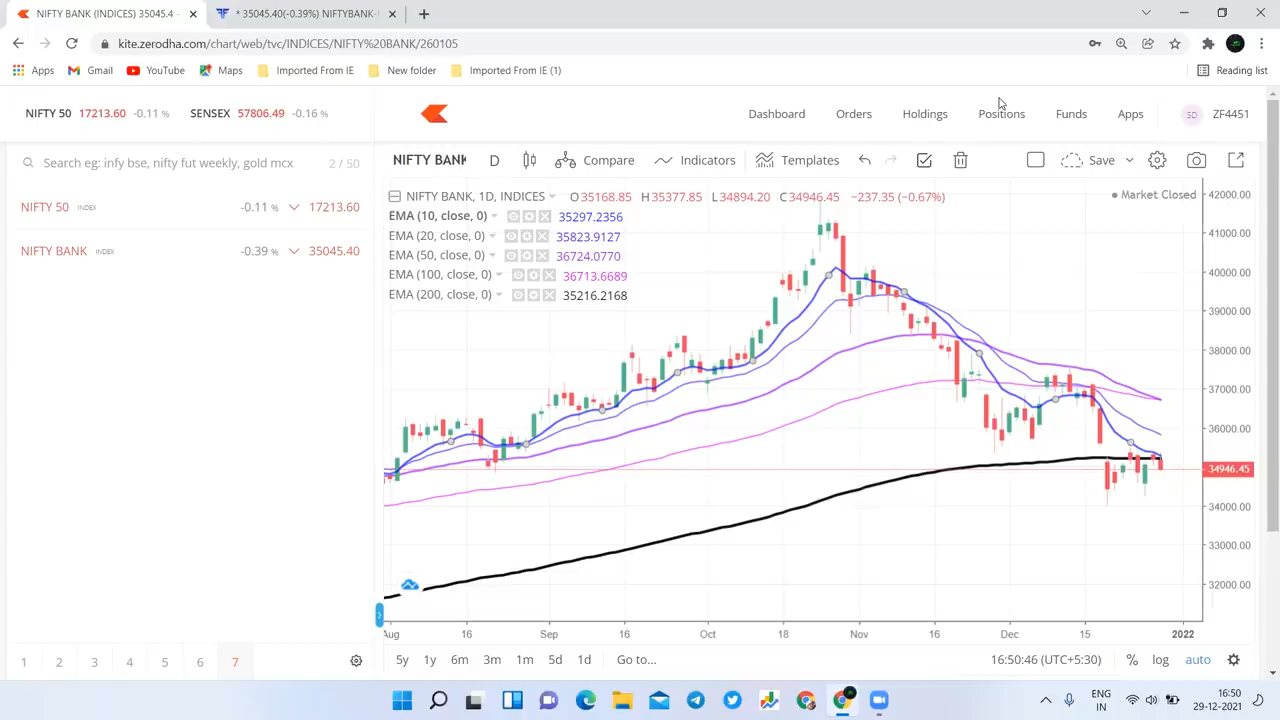 NIFTY BANK (INDICES) 35045.4 -
* 35045.40(-0.39%) NIFTYBANK-
kite.zerodha.com/chart/web/tvc/INDICES/NIFTY%20BANK/260105
Apps
Gmail
YouTube
Maps
Imported From IE
New folder
Imported From IE (1)
Reading list
NIFTY 50 17213.60 -0.11 %
SENSEX 57806.49 -0.16 %
Dashboard
Orders
Holdings
Positions
Funds
Apps
SD
ZF4451
Search eg: infy bse, nifty fut weekly, gold mcx
2 / 50
NIFTY BANK
D
Compare
Indicators
Templates
Save
NIFTY 50 INDEX -0.11 % 17213.60
NIFTY BANK INDEX -0.39 % 35045.40
NIFTY BANK, 1D, INDICES O35168.85 H35377.85 L34894.20 C34946.45 −237.35 (−0.67%)
Market Closed
EMA (10, close, 0) 35297.2356
EMA (20, close, 0) 35823.9127
EMA (50, close, 0) 36724.0770
EMA (100, close, 0) 36713.6689
EMA (200, close, 0) 35216.2168
42000.00
41000.00
40000.00
39000.00
38000.00
37000.00
36000.00
34946.45
34000.00
33000.00
32000.00
Aug 16 Sep 16 Oct 18 Nov 16 Dec 15 2022
1 2 3 4 5 6 7
5y 1y 6m 3m 1m 5d 1d Go to...
16:50:46 (UTC+5:30)
% log auto
ENG
IN
16:50
29-12-2021